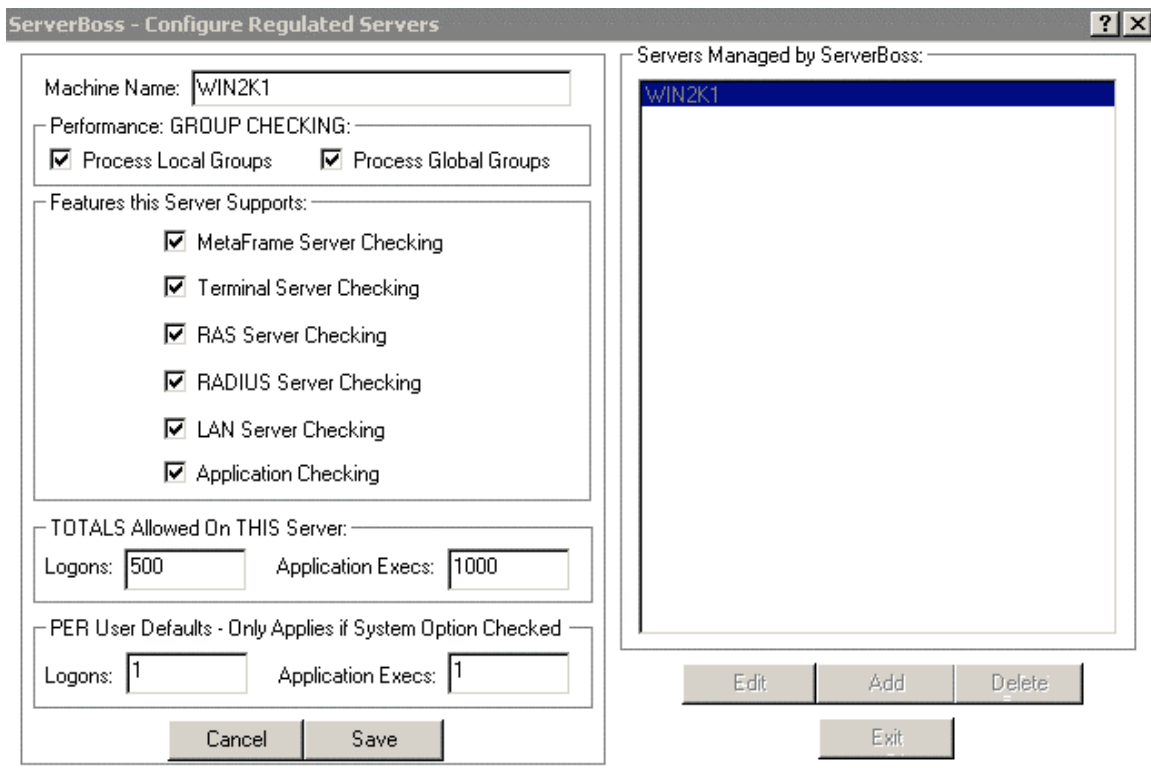 ServerBoss - Configure Regulated Servers
?
Machine Name: WIN2K1
Performance: GROUP CHECKING:
Process Local Groups Process Global Groups
Features this Server Supports:
MetaFrame Server Checking
Terminal Server Checking
RAS Server Checking
RADIUS Server Checking
LAN Server Checking
Application Checking
TOTALS Allowed On THIS Server:
Logons: 500 Application Execs: 1000
PER User Defaults - Only Applies if System Option Checked
Logons: 1 Application Execs: 1
Cancel Save
Servers Managed by ServerBoss:
WIN2K1
Edit Add Delete
Exit